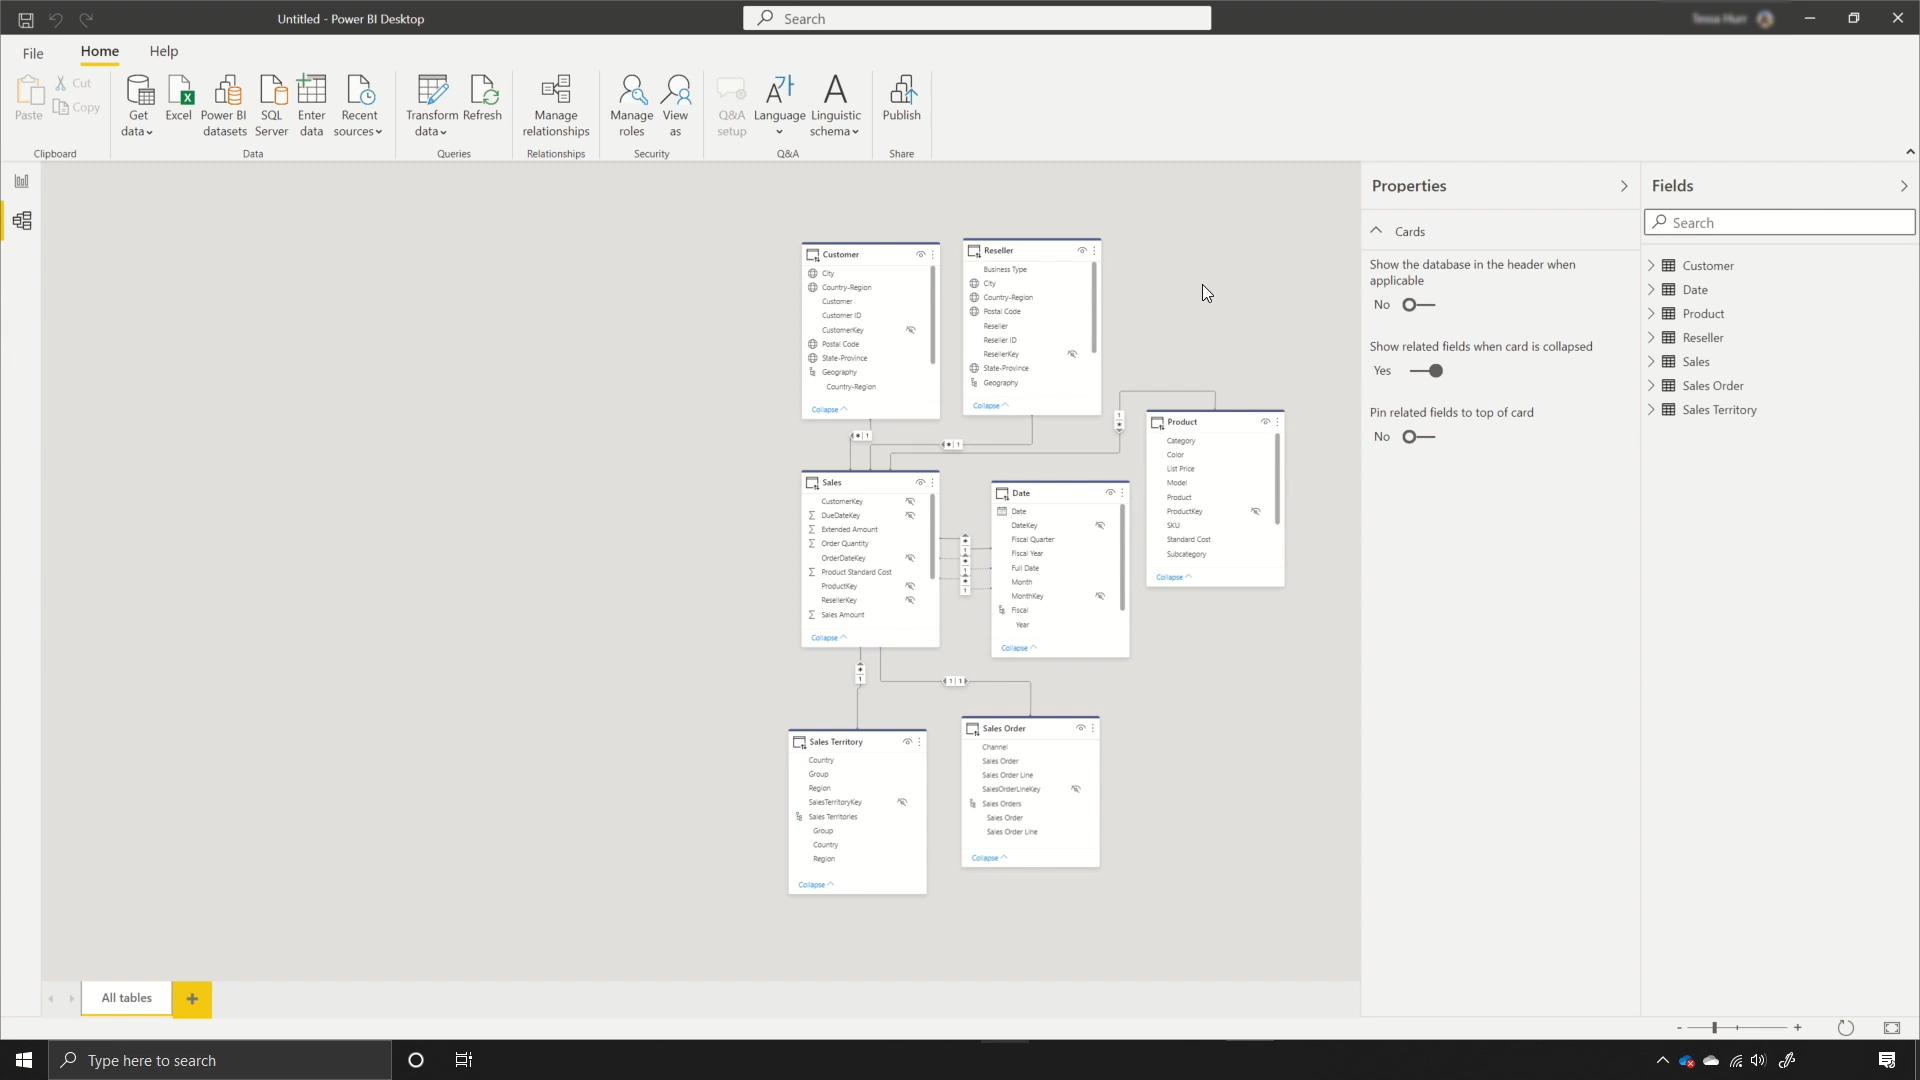 Untitled - Power BI Desktop
Search
File
Home
Help
Paste
Cut
Copy
Get data
Excel
Power BI datasets
SQL Server
Enter data
Recent sources
Transform data
Refresh
Manage relationships
Manage roles
View as
Q&A setup
Language
Linguistic schema
Publish
Clipboard
Data
Queries
Relationships
Security
Q&A
Share
Customer
City
Country-Region
Customer
Customer ID
CustomerKey
Postal Code
State-Province
Geography
Country-Region
Collapse
Reseller
Business Type
City
Country-Region
Postal Code
Reseller
Reseller ID
ResellerKey
State-Province
Geography
Collapse
* 1
* 1
1
*
Product
Category
Color
List Price
Model
Product
ProductKey
SKU
Standard Cost
Subcategory
Collapse
Sales
CustomerKey
DueDateKey
Extended Amount
Order Quantity
OrderDateKey
Product Standard Cost
ProductKey
ResellerKey
Sales Amount
Collapse
*
1
*
1
*
1
Date
Date
DateKey
Fiscal Quarter
Fiscal Year
Full Date
Month
MonthKey
Fiscal
Year
Collapse
*
1
1 1
Sales Territory
Country
Group
Region
SalesTerritoryKey
Sales Territories
Group
Country
Region
Collapse
Sales Order
Channel
Sales Order
Sales Order Line
SalesOrderLineKey
Sales Orders
Sales Order
Sales Order Line
Collapse
Properties
Cards
Show the database in the header when
applicable
No
Show related fields when card is collapsed
Yes
Pin related fields to top of card
No
Fields
Search
Customer
Date
Product
Reseller
Sales
Sales Order
Sales Territory
All tables
+
- +
Type here to search